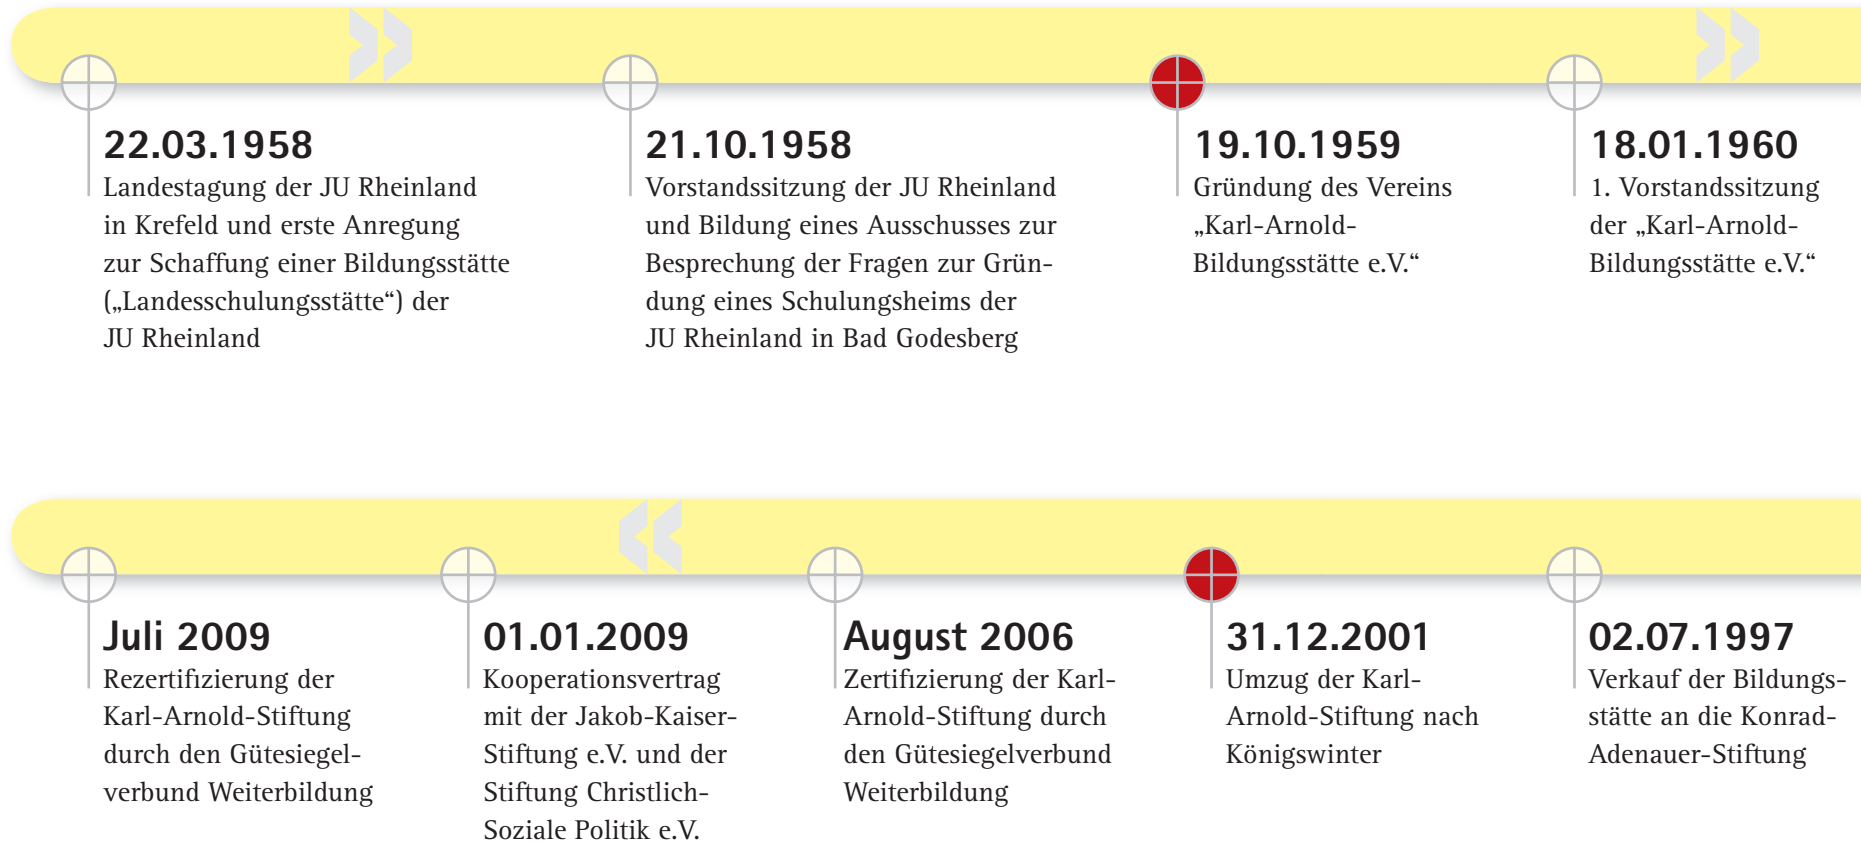 22.03.1958
Landestagung der JU Rheinland
in Krefeld und erste Anregung
zur Schaffung einer Bildungsstätte
(„Landesschulungsstätte“) der
JU Rheinland
21.10.1958
Vorstandssitzung der JU Rheinland
und Bildung eines Ausschusses zur
Besprechung der Fragen zur Grün-
dung eines Schulungsheims der
JU Rheinland in Bad Godesberg
19.10.1959
Gründung des Vereins
„Karl-Arnold-
Bildungsstätte e.V.“
18.01.1960
1. Vorstandssitzung
der „Karl-Arnold-
Bildungsstätte e.V.“
Juli 2009
Rezertifizierung der
Karl-Arnold-Stiftung
durch den Gütesiegel-
verbund Weiterbildung
01.01.2009
Kooperationsvertrag
mit der Jakob-Kaiser-
Stiftung e.V. und der
Stiftung Christlich-
Soziale Politik e.V.
August 2006
Zertifizierung der Karl-
Arnold-Stiftung durch
den Gütesiegelverbund
Weiterbildung
31.12.2001
Umzug der Karl-
Arnold-Stiftung nach
Königswinter
02.07.1997
Verkauf der Bildungs-
stätte an die Konrad-
Adenauer-Stiftung